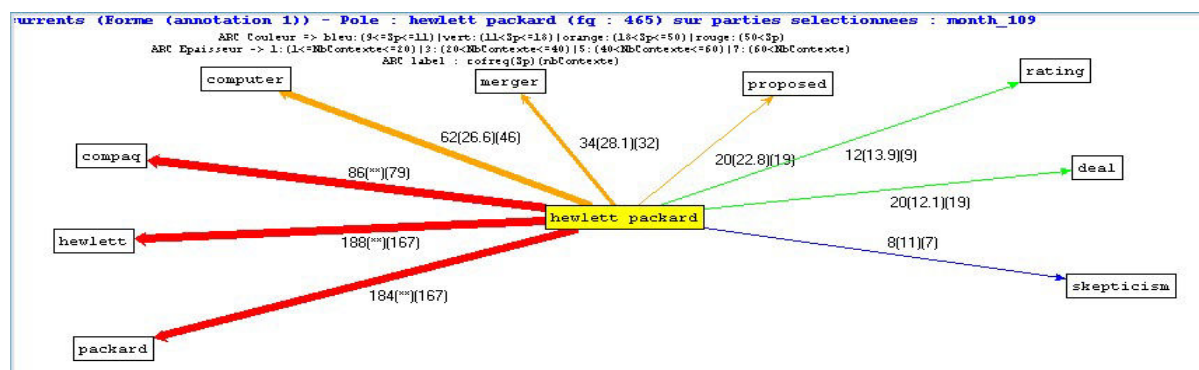 urrents (Forme (annotation 1)) - Pole : hewlett packard (fq : 465) sur parties selectionnees : month_109
ARC Couleur => bleu:(9<=Sp<=11)|vert:(11<Sp<=18)|orange:(18<Sp<=50)|rouge:(50<Sp)
ARC Epaisseur -> 1:(1<=NbContexte<=20)|3:(20<NbContexte<=40)|5:(40<NbContexte<=60)|7:(60<NbContexte)
ARC label : cofreq(Sp)(nbContexte)
computer
merger
proposed
rating
62(26.6)(46)
34(28.1)(32)
20(22.8)(19)
12(13.9)(9)
compaq
86(**)(79)
deal
20(12.1)(19)
hewlett packard
hewlett
188(**)(167)
8(11)(7)
skepticism
184(**)(167)
packard